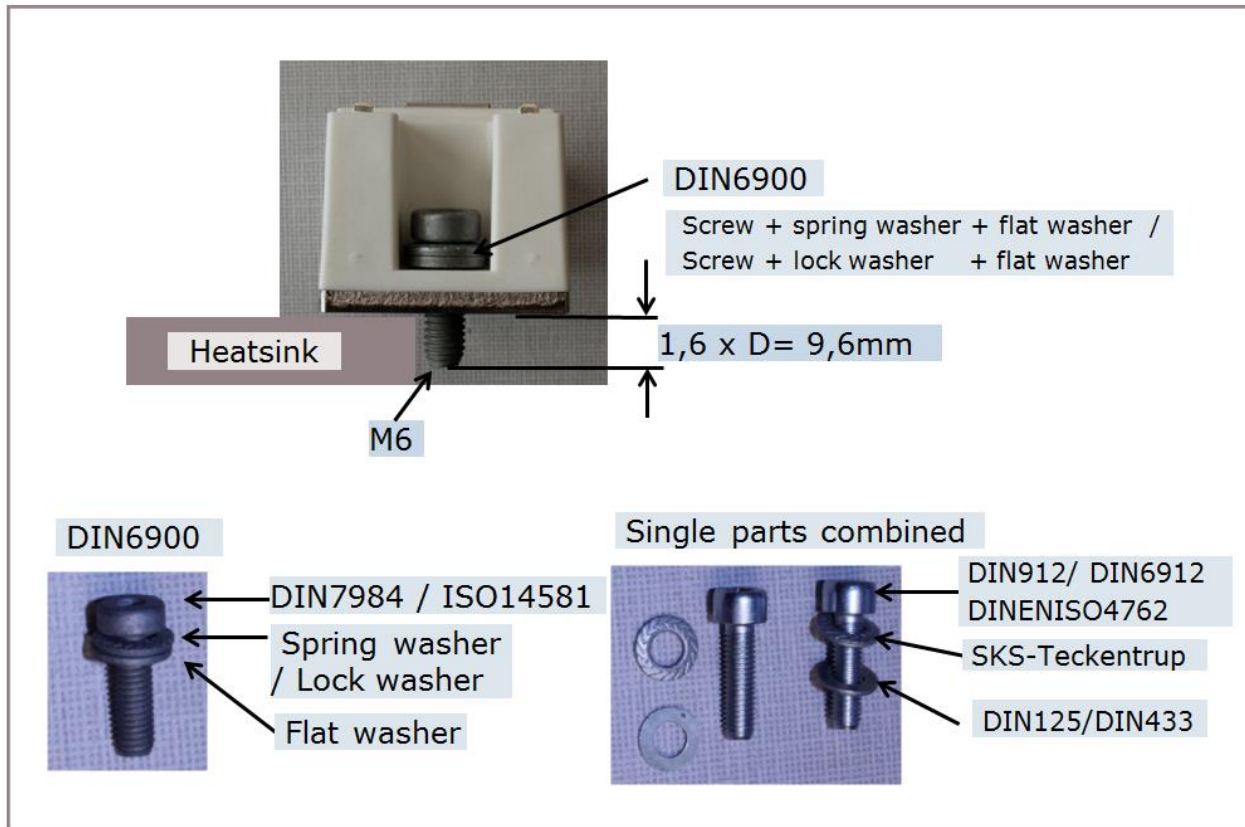 DIN6900
Screw + spring washer + flat washer /
Screw + lock washer + flat washer
Heatsink
1,6 x D= 9,6mm
M6
DIN6900
DIN7984 / ISO14581
Spring washer
/ Lock washer
Flat washer
Single parts combined
DIN912/ DIN6912
DINENISO4762
SKS-Teckentrup
DIN125/DIN433